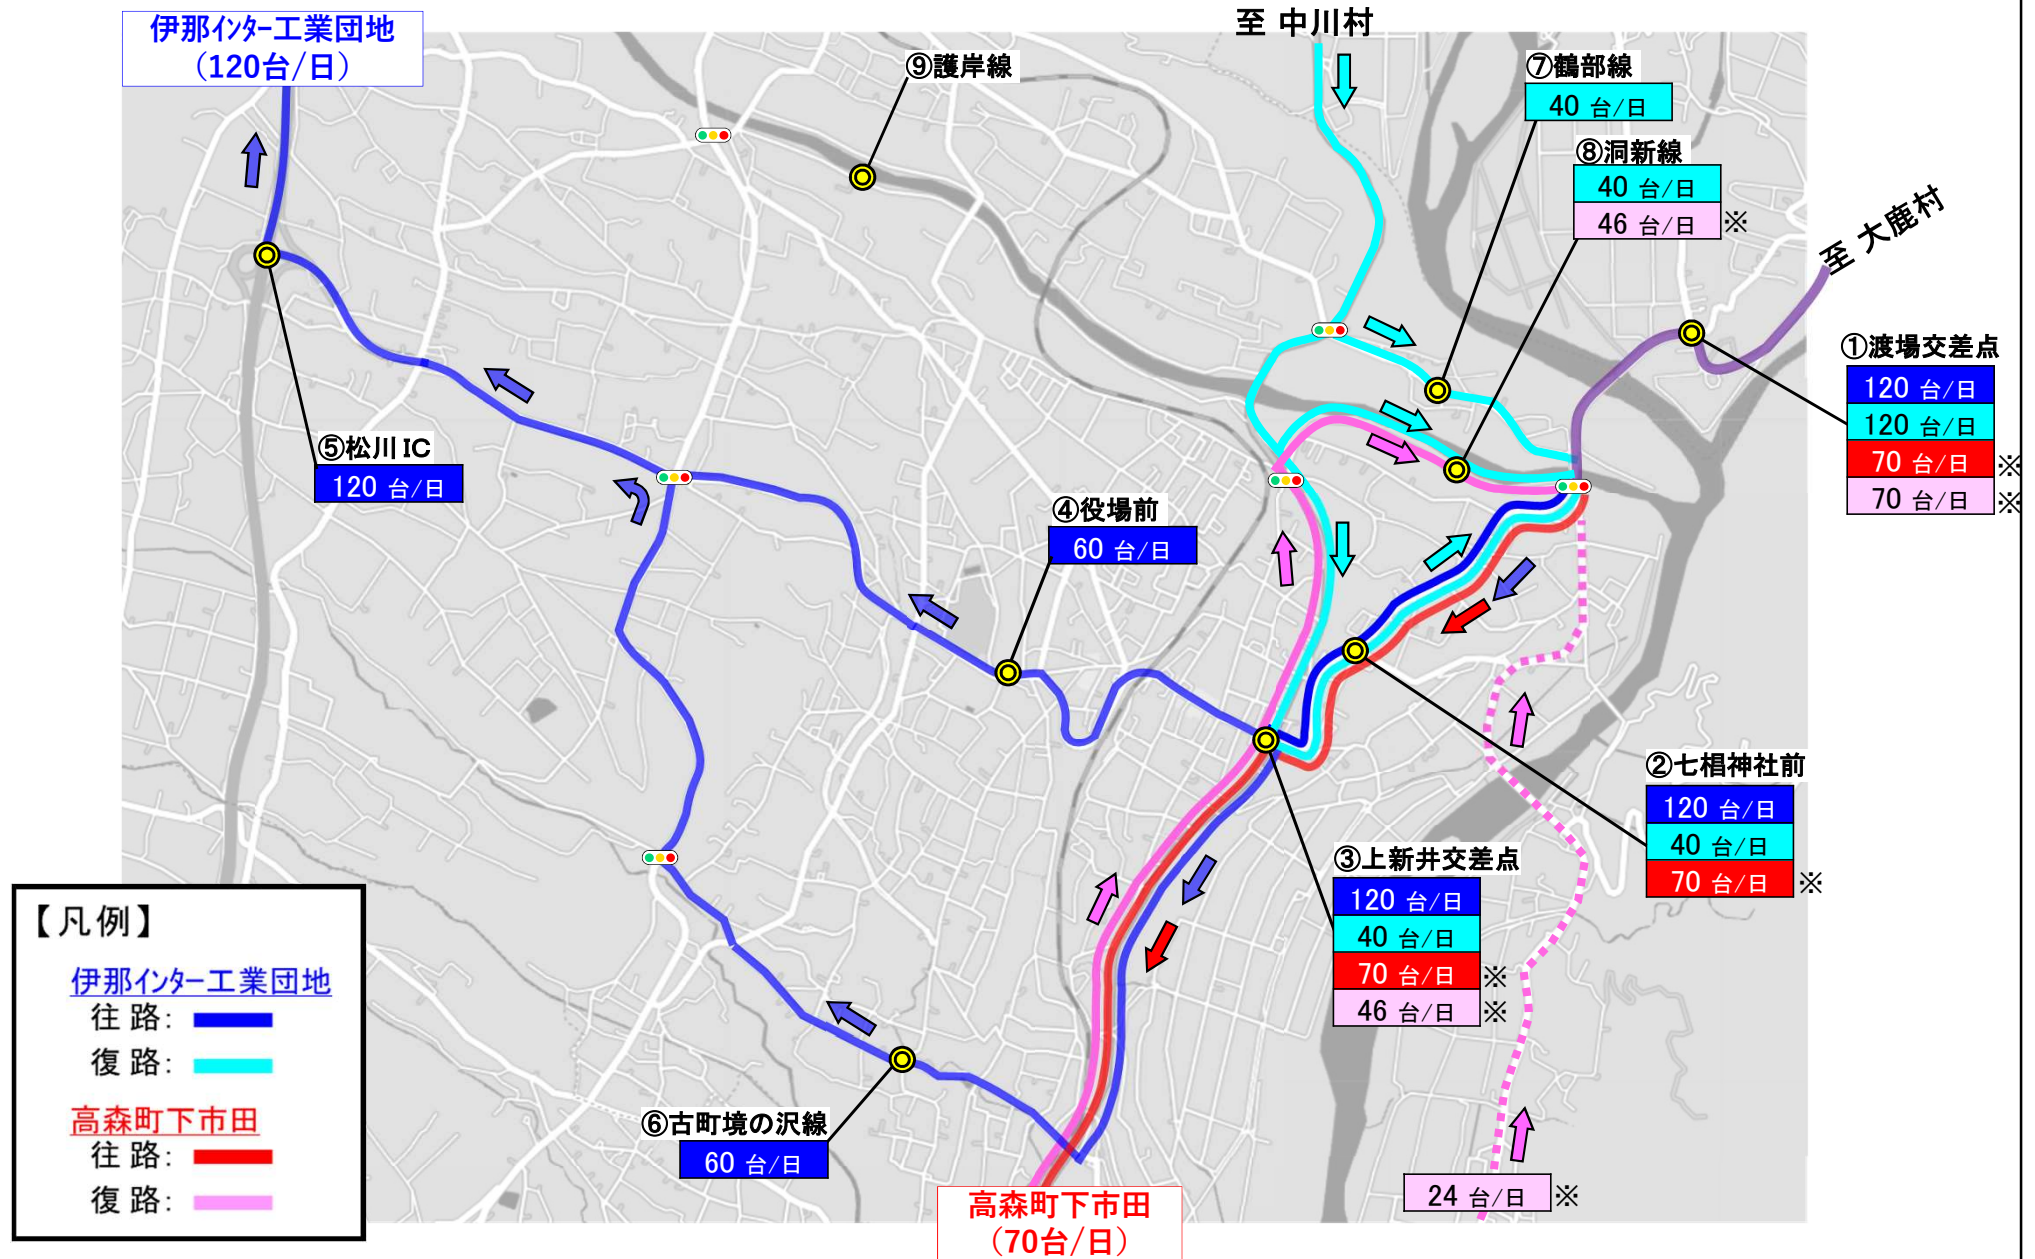 伊那インター工業団地
（120台/日）
至 中川村
⑨護岸線
⑦鶴部線
40 台/日
⑧洞新線
40 台/日
46 台/日 ※
至 大鹿村
①渡場交差点
120 台/日
120 台/日
70 台/日 ※
70 台/日 ※
⑤松川IC
120 台/日
④役場前
60 台/日
②七椙神社前
120 台/日
40 台/日
70 台/日 ※
③上新井交差点
120 台/日
40 台/日
70 台/日 ※
46 台/日 ※
【凡例】
伊那インター工業団地
往路:
復路:
高森町下市田
往路:
復路:
⑥古町境の沢線
60 台/日
24 台/日 ※
高森町下市田
（70台/日）